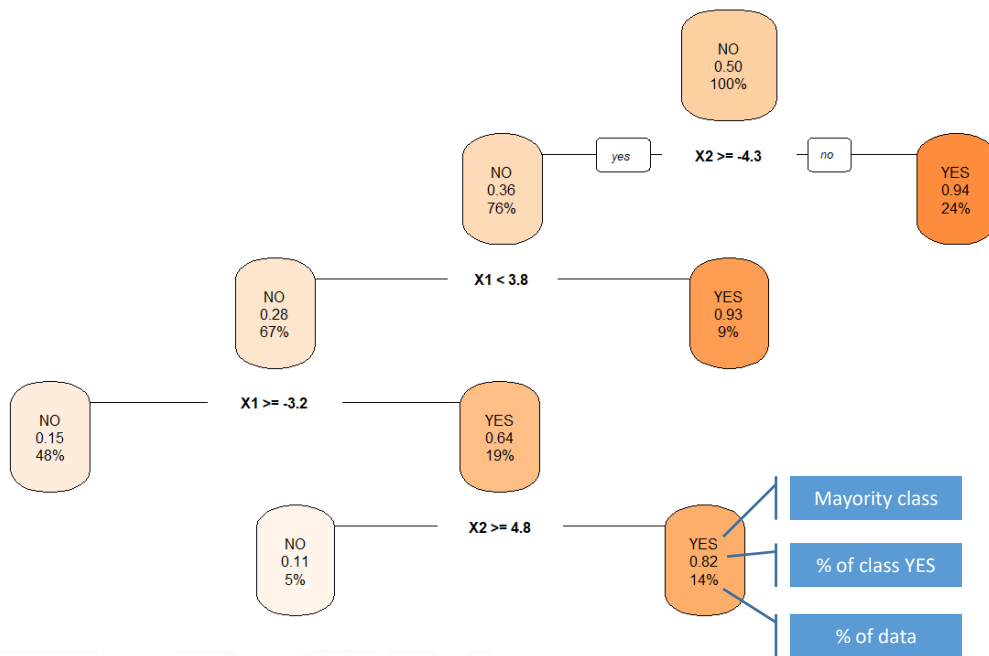 NO
0.50
100%
yes
X2 >= -4.3
no
NO
0.36
76%
YES
0.94
24%
X1 < 3.8
NO
0.28
67%
YES
0.93
9%
X1 >= -3.2
NO
0.15
48%
YES
0.64
19%
X2 >= 4.8
NO
0.11
5%
YES
0.82
14%
Mayority class
% of class YES
% of data